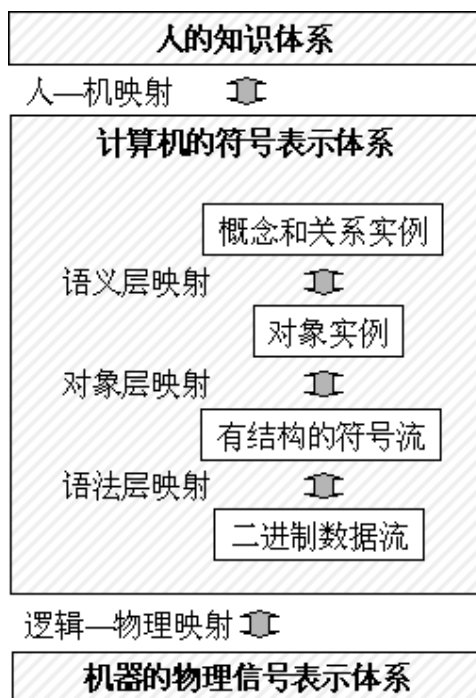 人的知识体系
人—机映射
计算机的符号表示体系
概念和关系实例
语义层映射
对象实例
对象层映射
有结构的符号流
语法层映射
二进制数据流
逻辑—物理映射
机器的物理信号表示体系